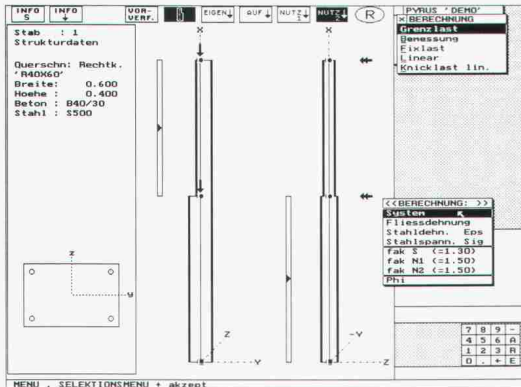 INFO S
INFO
VOR-VERF.
EIGEN
AUF
NUTZ 1
NUTZ 2
R
PYRUS 'DEMO'
× BERECHNUNG
Grenzlast
Bemessung
Fixlast
Linear
Knicklast lin.
Stab : 1
Strukturdaten
Querschn: Rechtk.
'R40X60'
Breite: 0.600
Hoehe : 0.400
Beton : B40/30
Stahl : S500
x
x
<<BERECHNUNG: >>
System
Fliessdehnung
Stahldehn. Eps
Stahlspann. Sig
fak S (=1.30)
fak N1 (=1.50)
fak N2 (=1.50)
Phi
z
y
Z
Y
-Y
Z
7 8 9 -
4 5 6 A
1 2 3 R
0 . + E
MENU , SELEKTIONSMENU + akzept